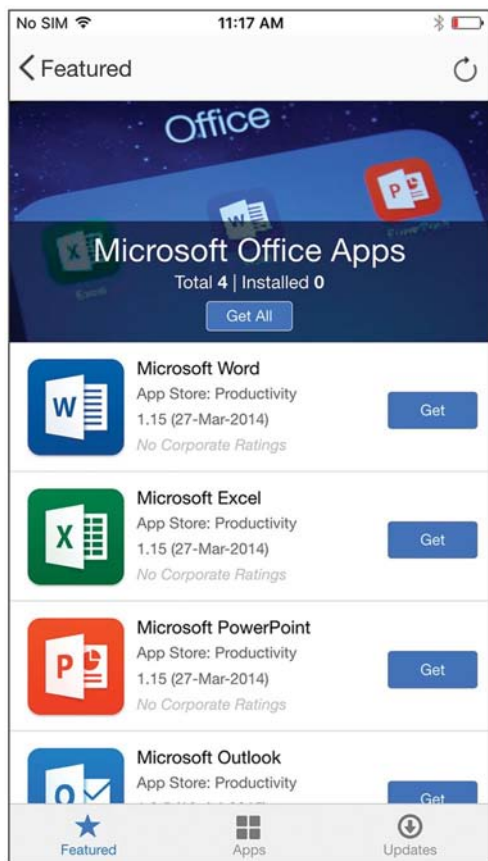 No SIM 11:17 AM
Featured
Office
Excel
PowerPoint
Microsoft Office Apps
Total 4 | Installed 0
Get All
Microsoft Word
App Store: Productivity
1.15 (27-Mar-2014)
No Corporate Ratings
Get
Microsoft Excel
App Store: Productivity
1.15 (27-Mar-2014)
No Corporate Ratings
Get
Microsoft PowerPoint
App Store: Productivity
1.15 (27-Mar-2014)
No Corporate Ratings
Get
Microsoft Outlook
App Store: Productivity
Get
Featured
Apps
Updates